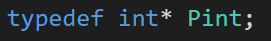 typedef int* Pint;